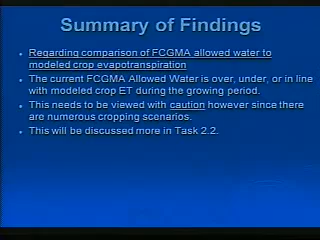 Summary of Findings
Regarding comparison of FCGMA allowed water to
modeled crop evapotranspiration
The current FCGMA Allowed Water is over, under, or in line
with modeled crop ET during the growing period.
This needs to be viewed with caution however since there
are numerous cropping scenarios.
This will be discussed more in Task 2.2.